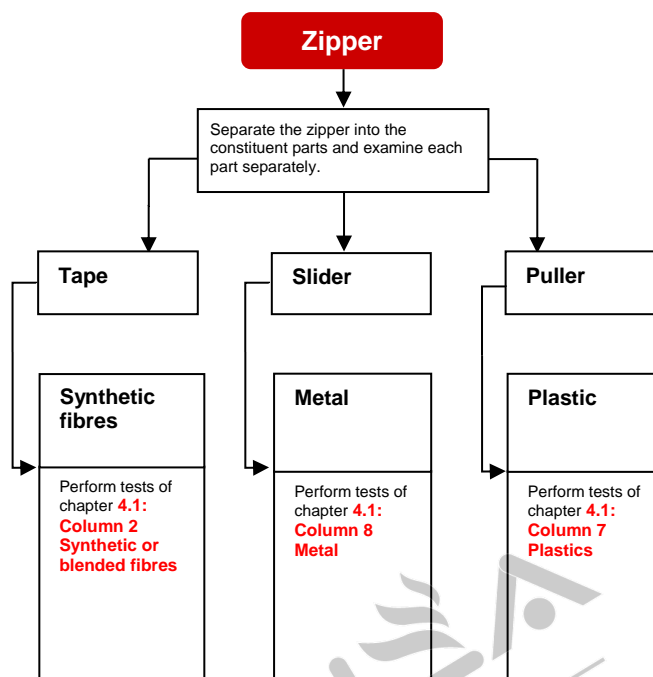 Zipper
Separate the zipper into the
constituent parts and examine each
part separately.
Tape
Slider
Puller
Synthetic
fibres
Metal
Plastic
Perform tests of
chapter 4.1:
Column 2
Synthetic or
blended fibres
Perform tests of
chapter 4.1:
Column 8
Metal
Perform tests of
chapter 4.1:
Column 7
Plastics